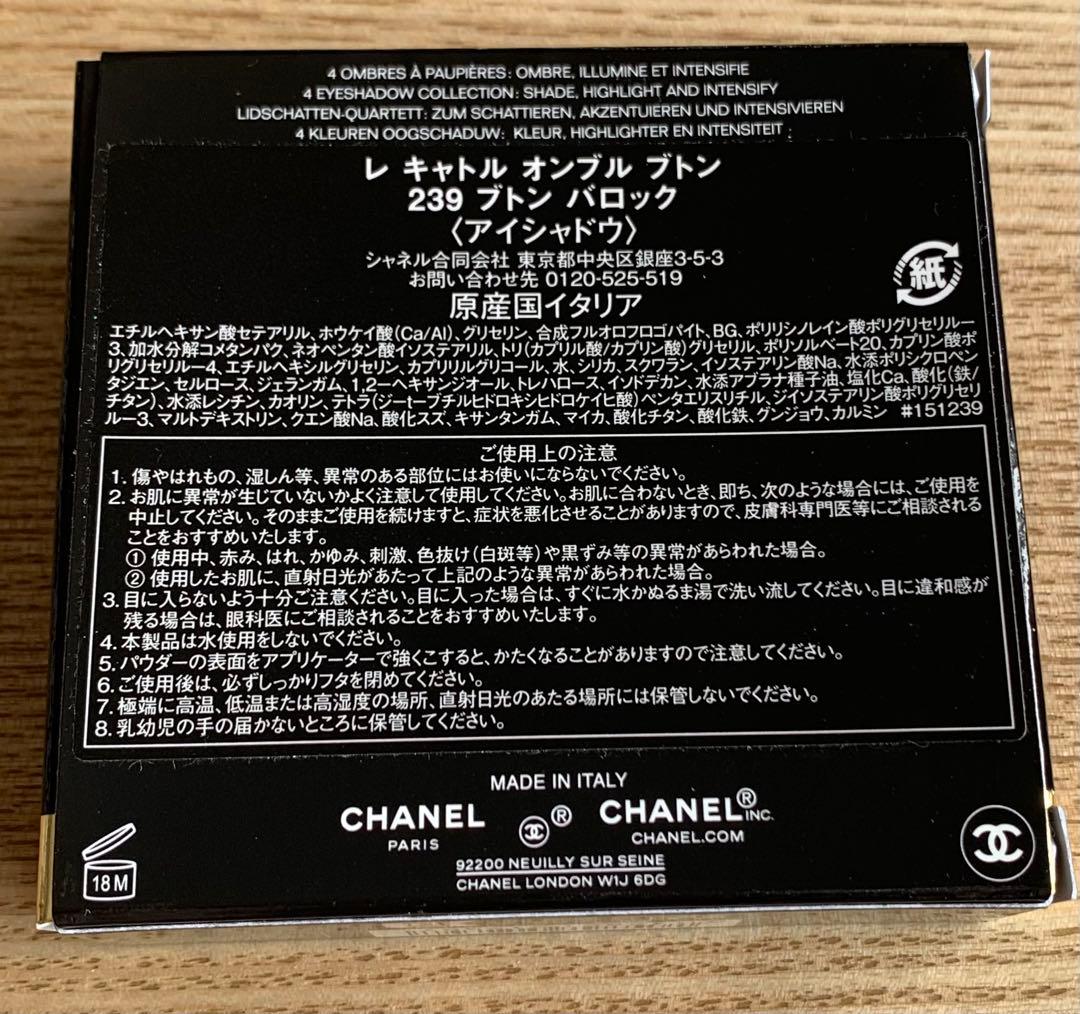 4 OMBRES À PAUPIÈRES: OMBRE, ILLUMINE ET INTENSIFIE
4 EYESHADOW COLLECTION: SHADE, HIGHLIGHT AND INTENSIFY
LIDSCHATTEN-QUARTETT: ZUM SCHATTIEREN, AKZENTUIEREN UND INTENSIVIEREN
4 KLEUREN OOGSCHADUW: KLEUR, HIGHLIGHTER EN INTENSITEIT
レ キャトル オンブル ブトン
239 ブトン バロック
〈アイシャドウ〉
シャネル合同会社 東京都中央区銀座3-5-3
お問い合わせ先 0120-525-519
原産国イタリア
紙
エチルヘキサン酸セテアリル、ホウケイ酸(Ca/Al)、グリセリン、合成フルオロフロゴパイト、BG、ポリリシノレイン酸ポリグリセリル－
3、加水分解コメタンパク、ネオペンタン酸イソステアリル、トリ(カプリル酸/カプリン酸)グリセリル、ポリソルベート20、カプリン酸ポ
リグリセリル－4、エチルヘキシルグリセリン、カプリリルグリコール、水、シリカ、スクワラン、イソステアリン酸Na、水添ポリシクロペン
タジエン、セルロース、ジェランガム、1,2－ヘキサンジオール、トレハロース、イソドデカン、水添アブラナ種子油、塩化Ca、酸化(鉄/
チタン)、水添レシチン、カオリン、テトラ(ジ－t－ブチルヒドロキシヒドロケイヒ酸)ペンタエリスリチル、ジイソステアリン酸ポリグリセリ
ル－3、マルトデキストリン、クエン酸Na、酸化スズ、キサンタンガム、マイカ、酸化チタン、酸化鉄、グンジョウ、カルミン #151239
ご使用上の注意
1. 傷やはれもの、湿しん等、異常のある部位にはお使いにならないでください。
2. お肌に異常が生じていないかよく注意して使用してください。お肌に合わないとき、即ち、次のような場合には、ご使用を
中止してください。そのままご使用を続けますと、症状を悪化させることがありますので、皮膚科専門医等にご相談される
ことをおすすめいたします。
① 使用中、赤み、はれ、かゆみ、刺激、色抜け(白斑等)や黒ずみ等の異常があらわれた場合。
② 使用したお肌に、直射日光があたって上記のような異常があらわれた場合。
3. 目に入らないよう十分ご注意ください。目に入った場合は、すぐに水かぬるま湯で洗い流してください。目に違和感が
残る場合は、眼科医にご相談されることをおすすめいたします。
4. 本製品は水使用をしないでください。
5. パウダーの表面をアプリケーターで強くこすると、かたくなることがありますので注意してください。
6. ご使用後は、必ずしっかりフタを閉めてください。
7. 極端に高温、低温または高湿度の場所、直射日光のあたる場所には保管しないでください。
8. 乳幼児の手の届かないところに保管してください。
MADE IN ITALY
CHANEL ® CHANEL® INC.
PARIS CHANEL.COM
92200 NEUILLY SUR SEINE
CHANEL LONDON W1J 6DG
18 M